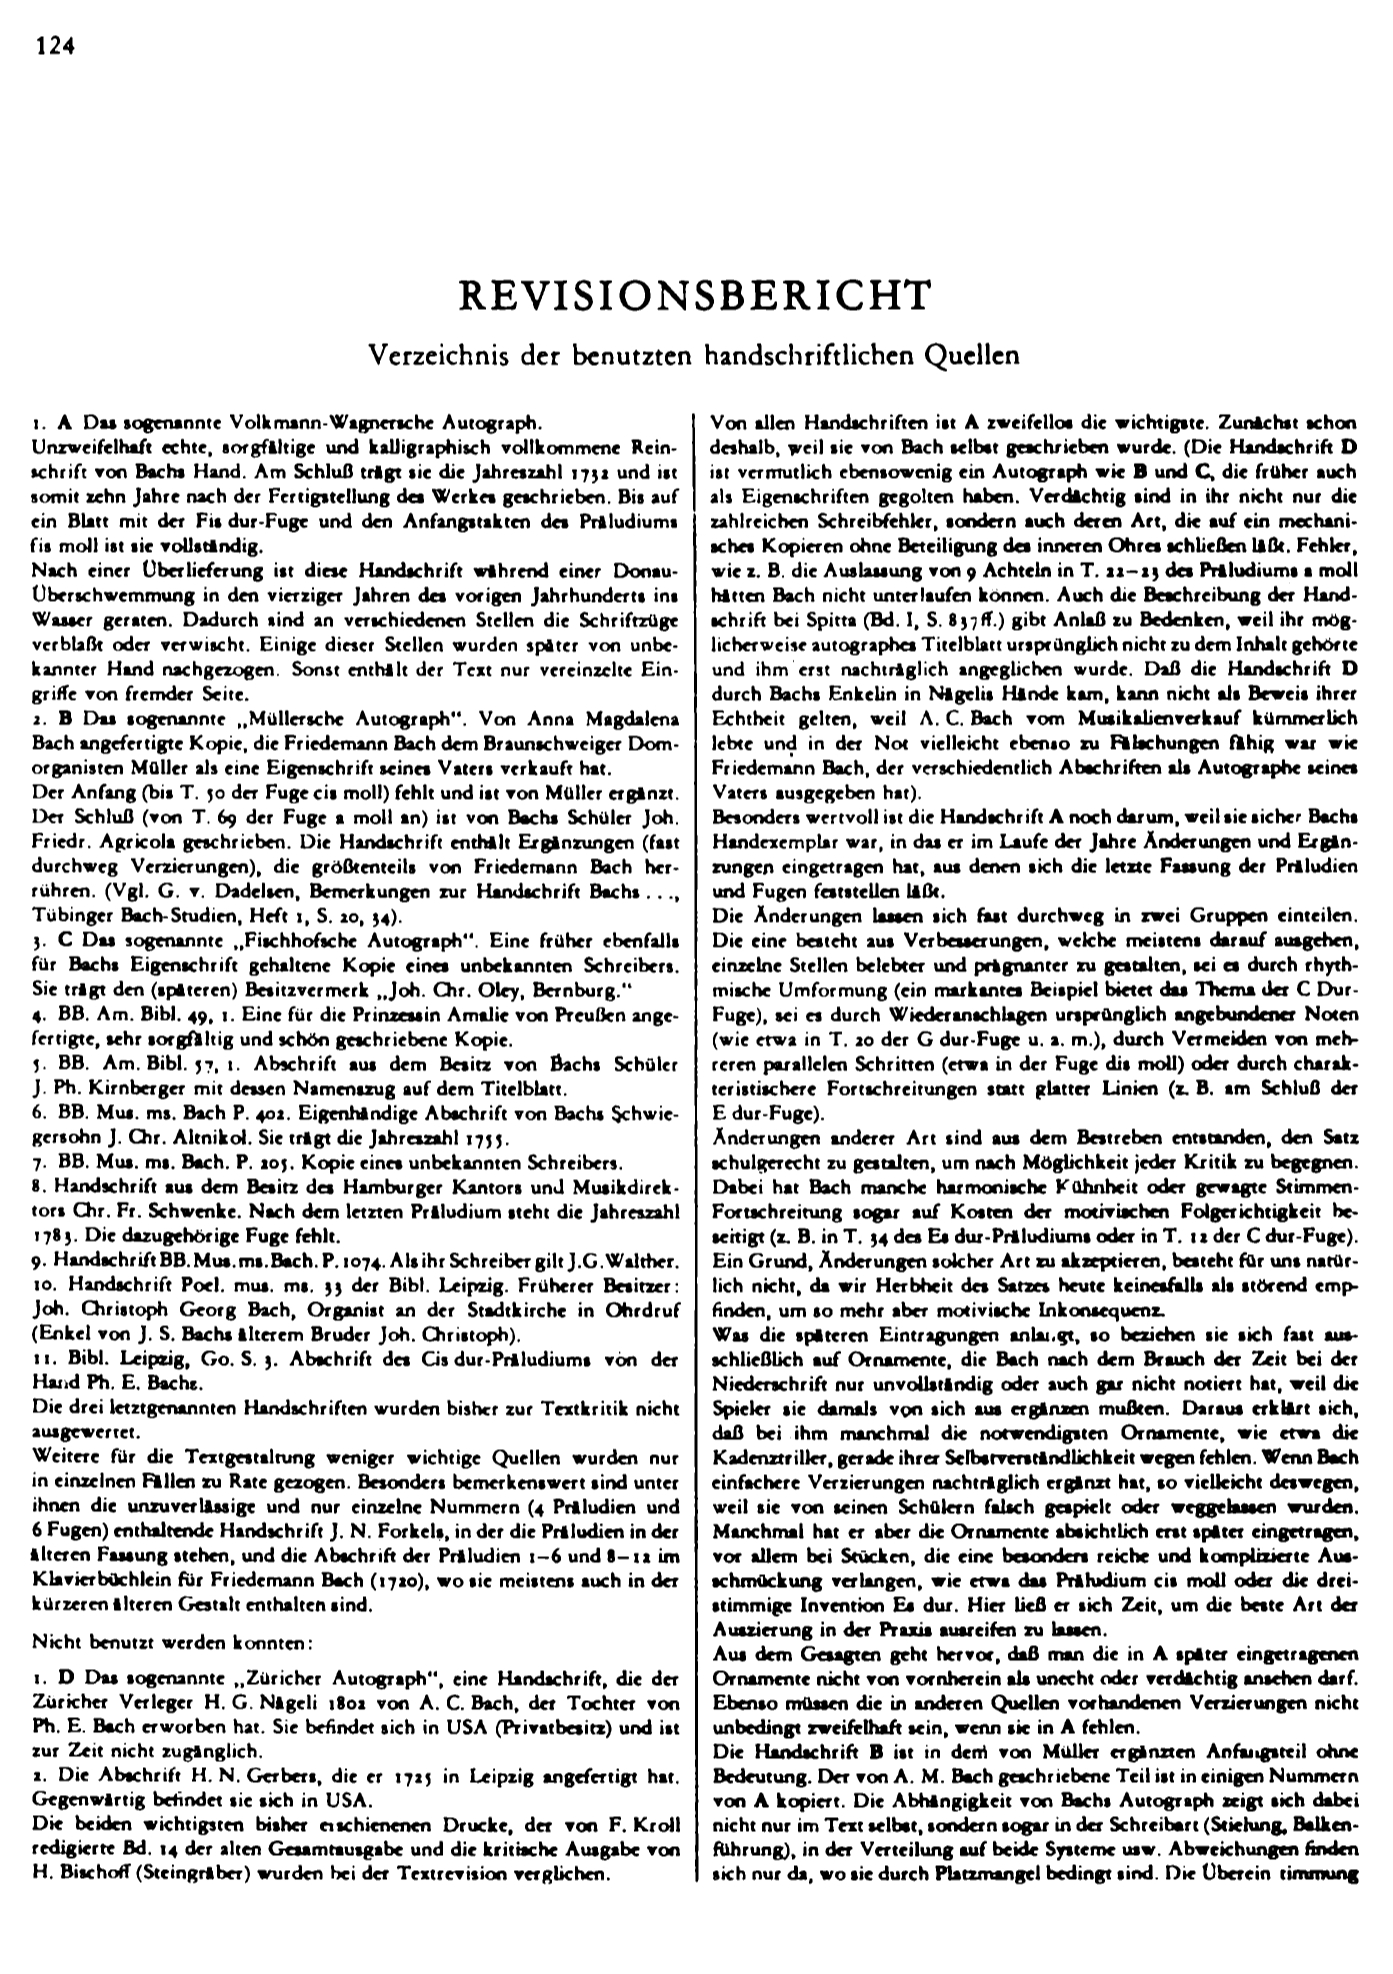 124
REVISIONSBERICHT
Verzeichnis der benutzten handschriftlichen Quellen
1. A Das sogenannte Volkmann-Wagnersche Autograph.
Unzweifelhaft echte, sorgfältige und kalligraphisch vollkommene Rein-
schrift von Bachs Hand. Am Schluß trägt sie die Jahreszahl 1732 und ist
somit zehn Jahre nach der Fertigstellung des Werkes geschrieben. Bis auf
ein Blatt mit der Fis dur-Fuge und den Anfangstakten des Präludiums
fis moll ist sie vollständig.
Nach einer Überlieferung ist diese Handschrift während einer Donau-
Überschwemmung in den vierziger Jahren des vorigen Jahrhunderts ins
Wasser geraten. Dadurch sind an verschiedenen Stellen die Schriftzüge
verblaßt oder verwischt. Einige dieser Stellen wurden später von unbe-
kannter Hand nachgezogen. Sonst enthält der Text nur vereinzelte Ein-
griffe von fremder Seite.
2. B Das sogenannte „Müllersche Autograph“. Von Anna Magdalena
Bach angefertigte Kopie, die Friedemann Bach dem Braunschweiger Dom-
organisten Müller als eine Eigenschrift seines Vaters verkauft hat.
Der Anfang (bis T. 50 der Fuge cis moll) fehlt und ist von Müller ergänzt.
Der Schluß (von T. 69 der Fuge a moll an) ist von Bachs Schüler Joh.
Friedr. Agricola geschrieben. Die Handschrift enthält Ergänzungen (fast
durchweg Verzierungen), die größtenteils von Friedemann Bach her-
rühren. (Vgl. G. v. Dadelsen, Bemerkungen zur Handschrift Bachs . . .,
Tübinger Bach-Studien, Heft 1, S. 20, 34).
3. C Das sogenannte „Fischhofsche Autograph“. Eine früher ebenfalls
für Bachs Eigenschrift gehaltene Kopie eines unbekannten Schreibers.
Sie trägt den (späteren) Besitzvermerk „Joh. Chr. Oley, Bernburg.“
4. BB. Am. Bibl. 49, 1. Eine für die Prinzessin Amalie von Preußen ange-
fertigte, sehr sorgfältig und schön geschriebene Kopie.
5. BB. Am. Bibl. 57, 1. Abschrift aus dem Besitz von Bachs Schüler
J. Ph. Kirnberger mit dessen Namenszug auf dem Titelblatt.
6. BB. Mus. ms. Bach P. 402. Eigenhändige Abschrift von Bachs Schwie-
gersohn J. Chr. Altnikol. Sie trägt die Jahreszahl 1755.
7. BB. Mus. ms. Bach. P. 205. Kopie eines unbekannten Schreibers.
8. Handschrift aus dem Besitz des Hamburger Kantors und Musikdirek-
tors Chr. Fr. Schwenke. Nach dem letzten Präludium steht die Jahreszahl
1783. Die dazugehörige Fuge fehlt.
9. Handschrift BB. Mus. ms. Bach. P. 1074. Als ihr Schreiber gilt J.G. Walther.
10. Handschrift Poel. mus. ms. 33 der Bibl. Leipzig. Früherer Besitzer:
Joh. Christoph Georg Bach, Organist an der Stadtkirche in Ohrdruf
(Enkel von J. S. Bachs älterem Bruder Joh. Christoph).
11. Bibl. Leipzig, Go. S. 3. Abschrift des Cis dur-Präludiums von der
Hand Ph. E. Bachs.
Die drei letztgenannten Handschriften wurden bisher zur Textkritik nicht
ausgewertet.
Weitere für die Textgestaltung weniger wichtige Quellen wurden nur
in einzelnen Fällen zu Rate gezogen. Besonders bemerkenswert sind unter
ihnen die unzuverlässige und nur einzelne Nummern (4 Präludien und
6 Fugen) enthaltende Handschrift J. N. Forkels, in der die Präludien in der
älteren Fassung stehen, und die Abschrift der Präludien 1–6 und 8–12 im
Klavierbüchlein für Friedemann Bach (1720), wo sie meistens auch in der
kürzeren älteren Gestalt enthalten sind.
Nicht benutzt werden konnten:
1. D Das sogenannte „Züricher Autograph“, eine Handschrift, die der
Züricher Verleger H. G. Nägeli 1802 von A. C. Bach, der Tochter von
Ph. E. Bach erworben hat. Sie befindet sich in USA (Privatbesitz) und ist
zur Zeit nicht zugänglich.
2. Die Abschrift H. N. Gerbers, die er 1725 in Leipzig angefertigt hat.
Gegenwärtig befindet sie sich in USA.
Die beiden wichtigsten bisher erschienenen Drucke, der von F. Kroll
redigierte Bd. 14 der alten Gesamtausgabe und die kritische Ausgabe von
H. Bischoff (Steingräber) wurden bei der Textrevision verglichen.
Von allen Handschriften ist A zweifellos die wichtigste. Zunächst schon
deshalb, weil sie von Bach selbst geschrieben wurde. (Die Handschrift D
ist vermutlich ebensowenig ein Autograph wie B und C, die früher auch
als Eigenschriften gegolten haben. Verdächtig sind in ihr nicht nur die
zahlreichen Schreibfehler, sondern auch deren Art, die auf ein mechani-
sches Kopieren ohne Beteiligung des inneren Ohres schließen läßt. Fehler,
wie z. B. die Auslassung von 9 Achteln in T. 22–23 des Präludiums a moll
hätten Bach nicht unterlaufen können. Auch die Beschreibung der Hand-
schrift bei Spitta (Bd. I, S. 837ff.) gibt Anlaß zu Bedenken, weil ihr mög-
licherweise autographes Titelblatt ursprünglich nicht zu dem Inhalt gehörte
und ihm erst nachträglich angeglichen wurde. Daß die Handschrift D
durch Bachs Enkelin in Nägelis Hände kam, kann nicht als Beweis ihrer
Echtheit gelten, weil A. C. Bach vom Musikalienverkauf kümmerlich
lebte und in der Not vielleicht ebenso zu Fälschungen fähig war wie
Friedemann Bach, der verschiedentlich Abschriften als Autographe seines
Vaters ausgegeben hat).
Besonders wertvoll ist die Handschrift A noch darum, weil sie sicher Bachs
Handexemplar war, in das er im Laufe der Jahre Änderungen und Ergän-
zungen eingetragen hat, aus denen sich die letzte Fassung der Präludien
und Fugen feststellen läßt.
Die Änderungen lassen sich fast durchweg in zwei Gruppen einteilen.
Die eine besteht aus Verbesserungen, welche meistens darauf ausgehen,
einzelne Stellen belebter und prägnanter zu gestalten, sei es durch rhyth-
mische Umformung (ein markantes Beispiel bietet das Thema der C Dur-
Fuge), sei es durch Wiederanschlagen ursprünglich angebundener Noten
(wie etwa in T. 20 der G dur-Fuge u. a. m.), durch Vermeiden von meh-
reren parallelen Schritten (etwa in der Fuge dis moll) oder durch charak-
teristischere Fortschreitungen statt glatter Linien (z. B. am Schluß der
E dur-Fuge).
Änderungen anderer Art sind aus dem Bestreben entstanden, den Satz
schulgerecht zu gestalten, um nach Möglichkeit jeder Kritik zu begegnen.
Dabei hat Bach manche harmonische Kühnheit oder gewagte Stimmen-
Fortschreitung sogar auf Kosten der motivischen Folgerichtigkeit be-
seitigt (z. B. in T. 34 des Es dur-Präludiums oder in T. 12 der C dur-Fuge).
Ein Grund, Änderungen solcher Art zu akzeptieren, besteht für uns natür-
lich nicht, da wir Herbheit des Satzes heute keinesfalls als störend emp-
finden, um so mehr aber motivische Inkonsequenz.
Was die späteren Eintragungen anlangt, so beziehen sie sich fast aus-
schließlich auf Ornamente, die Bach nach dem Brauch der Zeit bei der
Niederschrift nur unvollständig oder auch gar nicht notiert hat, weil die
Spieler sie damals von sich aus ergänzen mußten. Daraus erklärt sich,
daß bei ihm manchmal die notwendigsten Ornamente, wie etwa die
Kadenztriller, gerade ihrer Selbstverständlichkeit wegen fehlen. Wenn Bach
einfachere Verzierungen nachträglich ergänzt hat, so vielleicht deswegen,
weil sie von seinen Schülern falsch gespielt oder weggelassen wurden.
Manchmal hat er aber die Ornamente absichtlich erst später eingetragen,
vor allem bei Stücken, die eine besonders reiche und komplizierte Aus-
schmückung verlangen, wie etwa das Präludium cis moll oder die drei-
stimmige Invention Es dur. Hier ließ er sich Zeit, um die beste Art der
Auszierung in der Praxis ausreifen zu lassen.
Aus dem Gesagten geht hervor, daß man die in A später eingetragenen
Ornamente nicht von vornherein als unecht oder verdächtig ansehen darf.
Ebenso müssen die in anderen Quellen vorhandenen Verzierungen nicht
unbedingt zweifelhaft sein, wenn sie in A fehlen.
Die Handschrift B ist in dem von Müller ergänzten Anfangsteil ohne
Bedeutung. Der von A. M. Bach geschriebene Teil ist in einigen Nummern
von A kopiert. Die Abhängigkeit von Bachs Autograph zeigt sich dabei
nicht nur im Text selbst, sondern sogar in der Schreibart (Stielung, Balken-
führung), in der Verteilung auf beide Systeme usw. Abweichungen finden
sich nur da, wo sie durch Platzmangel bedingt sind. Die Überein timmung